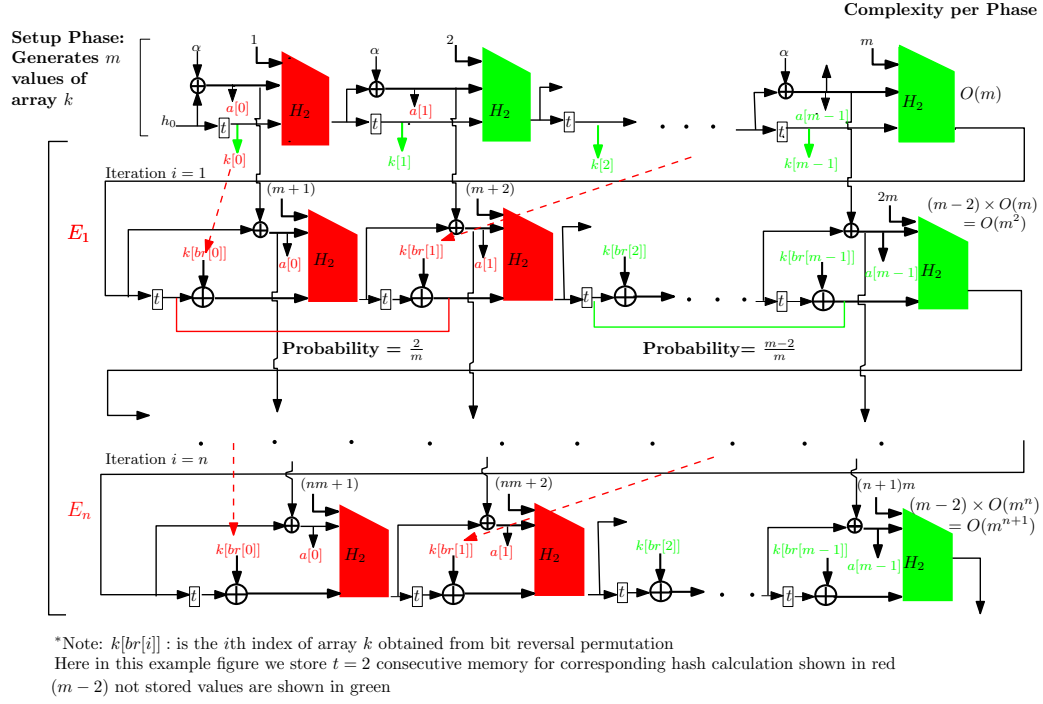 Complexity per Phase
Setup Phase:
Generates m
values of
array k
α
1
α
2
α
m
a[0]
H₂
a[1]
H₂
a[m−1]
H₂
O(m)
h₀
t
t
t
t
k[0]
k[1]
k[2]
k[m−1]
Iteration i = 1
(m+1)
(m+2)
2m
(m − 2) × O(m)
= O(m²)
E₁
k[br[0]]
a[0]
H₂
k[br[1]]
a[1]
H₂
k[br[2]]
k[br[m−1]]
a[m−1]
H₂
t
t
t
t
Probability = 2/m
Probability= m−2/m
Iteration i = n
(nm+1)
(nm+2)
(n+1)m
(m − 2) × O(mⁿ)
= O(mⁿ⁺¹)
Eₙ
k[br[0]]
a[0]
H₂
k[br[1]]
a[1]
H₂
k[br[2]]
k[br[m−1]]
a[m−1]
H₂
t
t
t
t
*Note: k[br[i]] : is the ith index of array k obtained from bit reversal permutation
Here in this example figure we store t = 2 consecutive memory for corresponding hash calculation shown in red
(m − 2) not stored values are shown in green